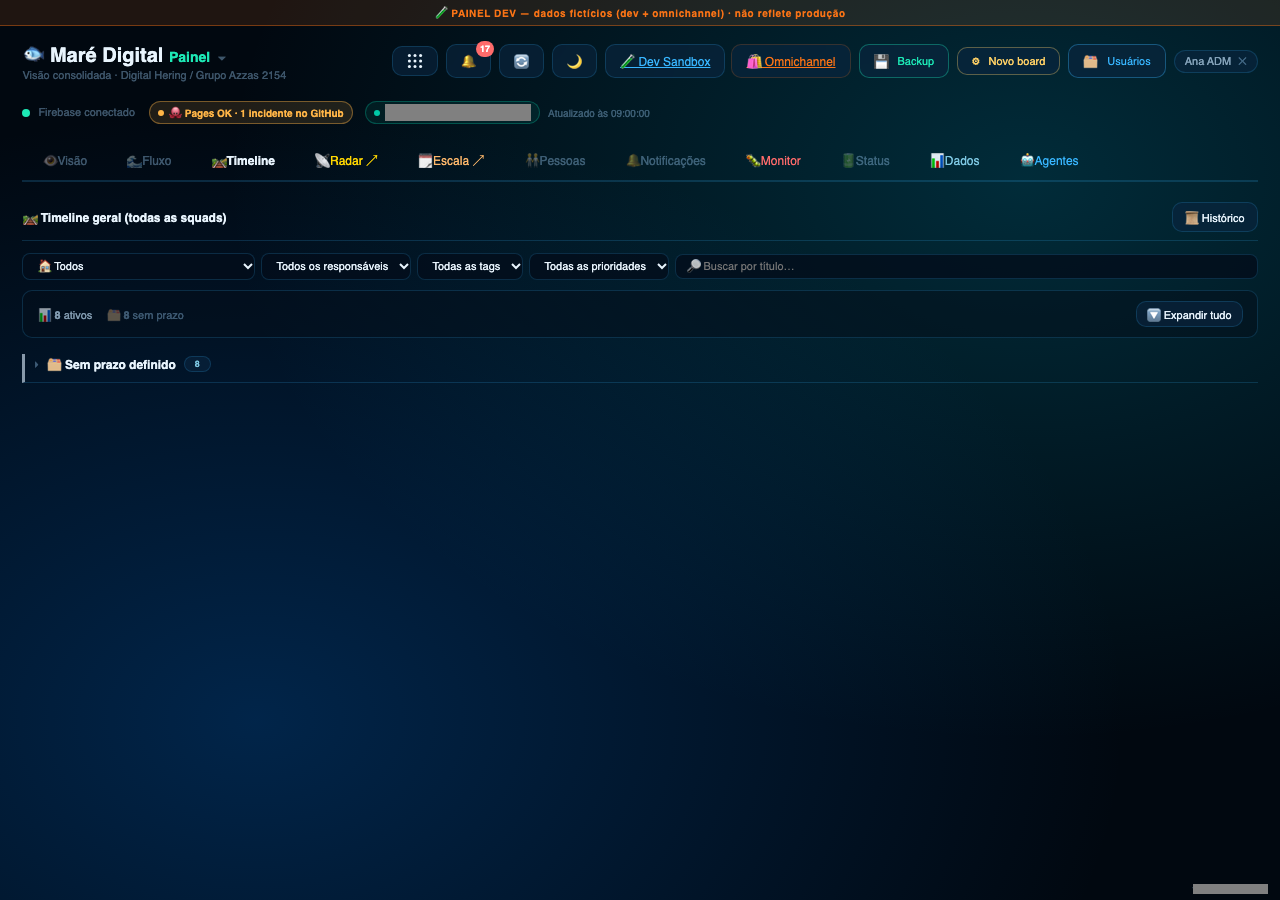 PAINEL DEV — dados fictícios (dev + omnichannel) · não reflete produção
Maré Digital Painel
Visão consolidada · Digital Hering / Grupo Azzas 2154
17
Dev Sandbox
Omnichannel
Backup
Novo board
Usuários
Ana ADM
Firebase conectado
Pages OK · 1 incidente no GitHub
Atualizado às 09:00:00
Visão
Fluxo
Timeline
Radar ↗
Escala ↗
Pessoas
Notificações
Monitor
Status
Dados
Agentes
Timeline geral (todas as squads)
Histórico
Todos
Todos os responsáveis
Todas as tags
Todas as prioridades
Buscar por título…
8 ativos
8 sem prazo
Expandir tudo
Sem prazo definido 8